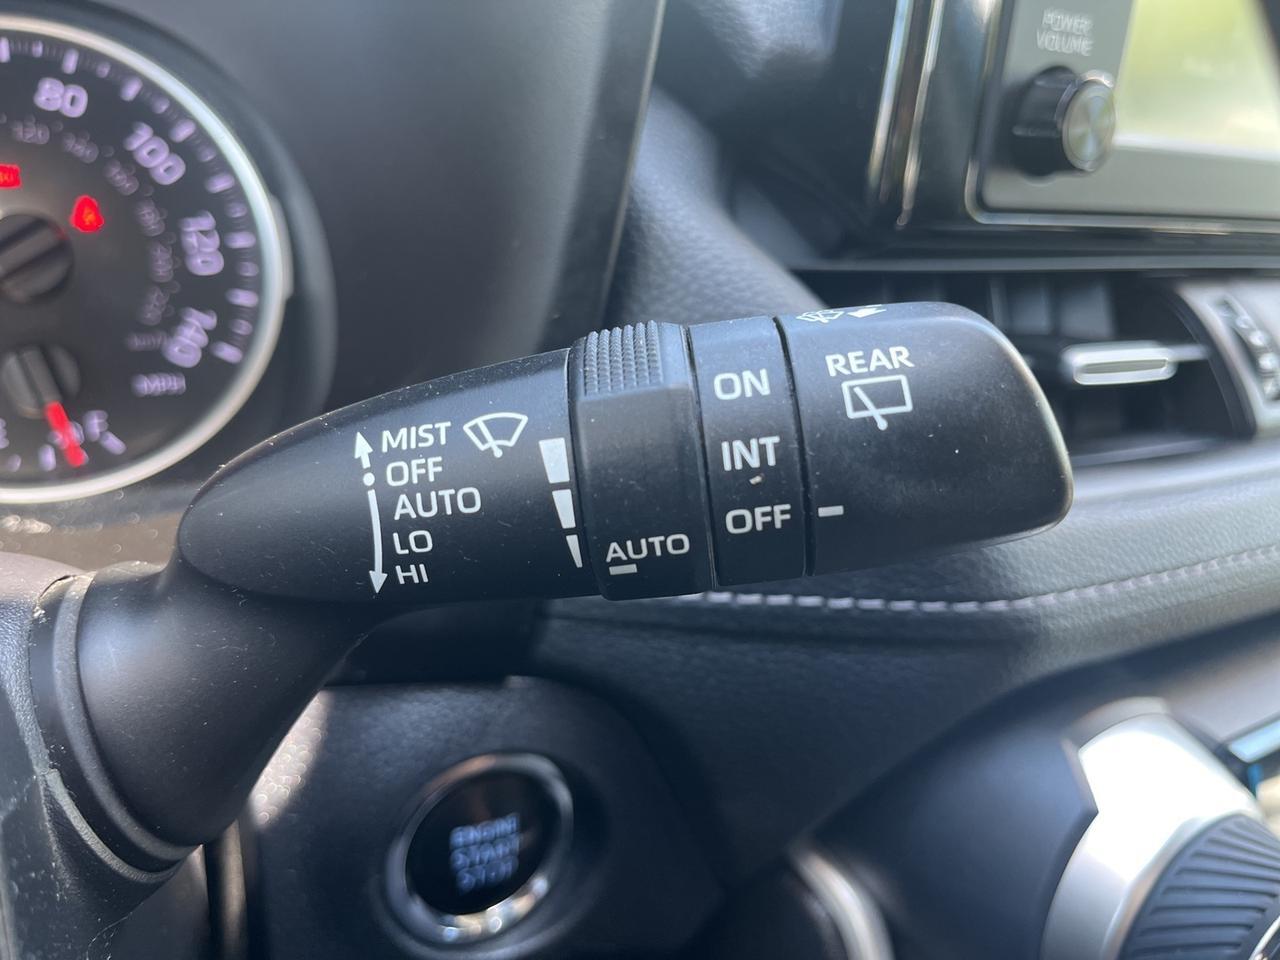 POWER
VOLUME
80
100
120
140
MPH
F
MIST
OFF
AUTO
LO
HI
AUTO
ON
INT
OFF
REAR
ENGINE
START
STOP